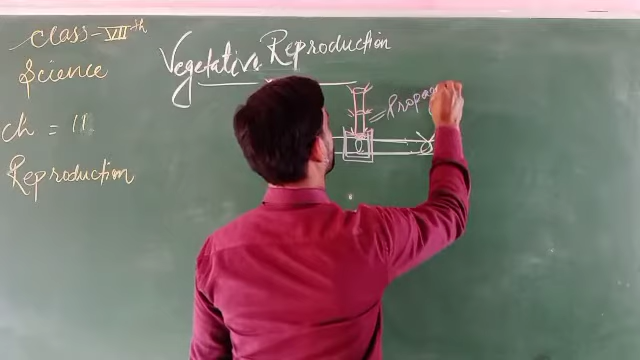 Class-VIIth
Science
ch = 11
Reproduction
Vegetative Reproduction